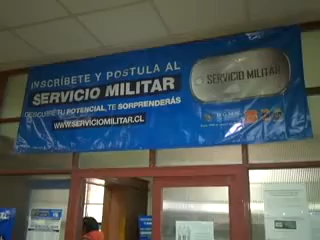 INSCRÍBETE Y POSTULA AL
SERVICIO MILITAR
DESCUBRE TU POTENCIAL, TE SORPRENDERÁS
WWW.SERVICIOMILITAR.CL
SERVICIO MILITAR